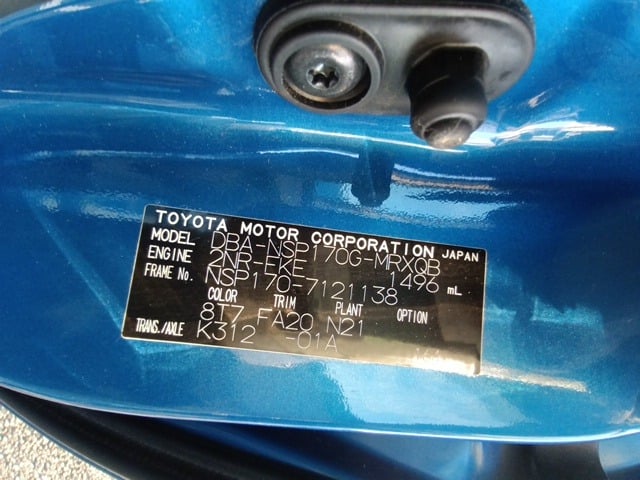 TOYOTA MOTOR CORPORATION JAPAN
MODEL DBA-NSP170G-MRXQB
ENGINE 2NR-EKE 1496 mL
FRAME No. NSP170-7121138
COLOR TRIM PLANT OPTION
8T7 FA20 N21
TRANS./AXLE K312 -01A